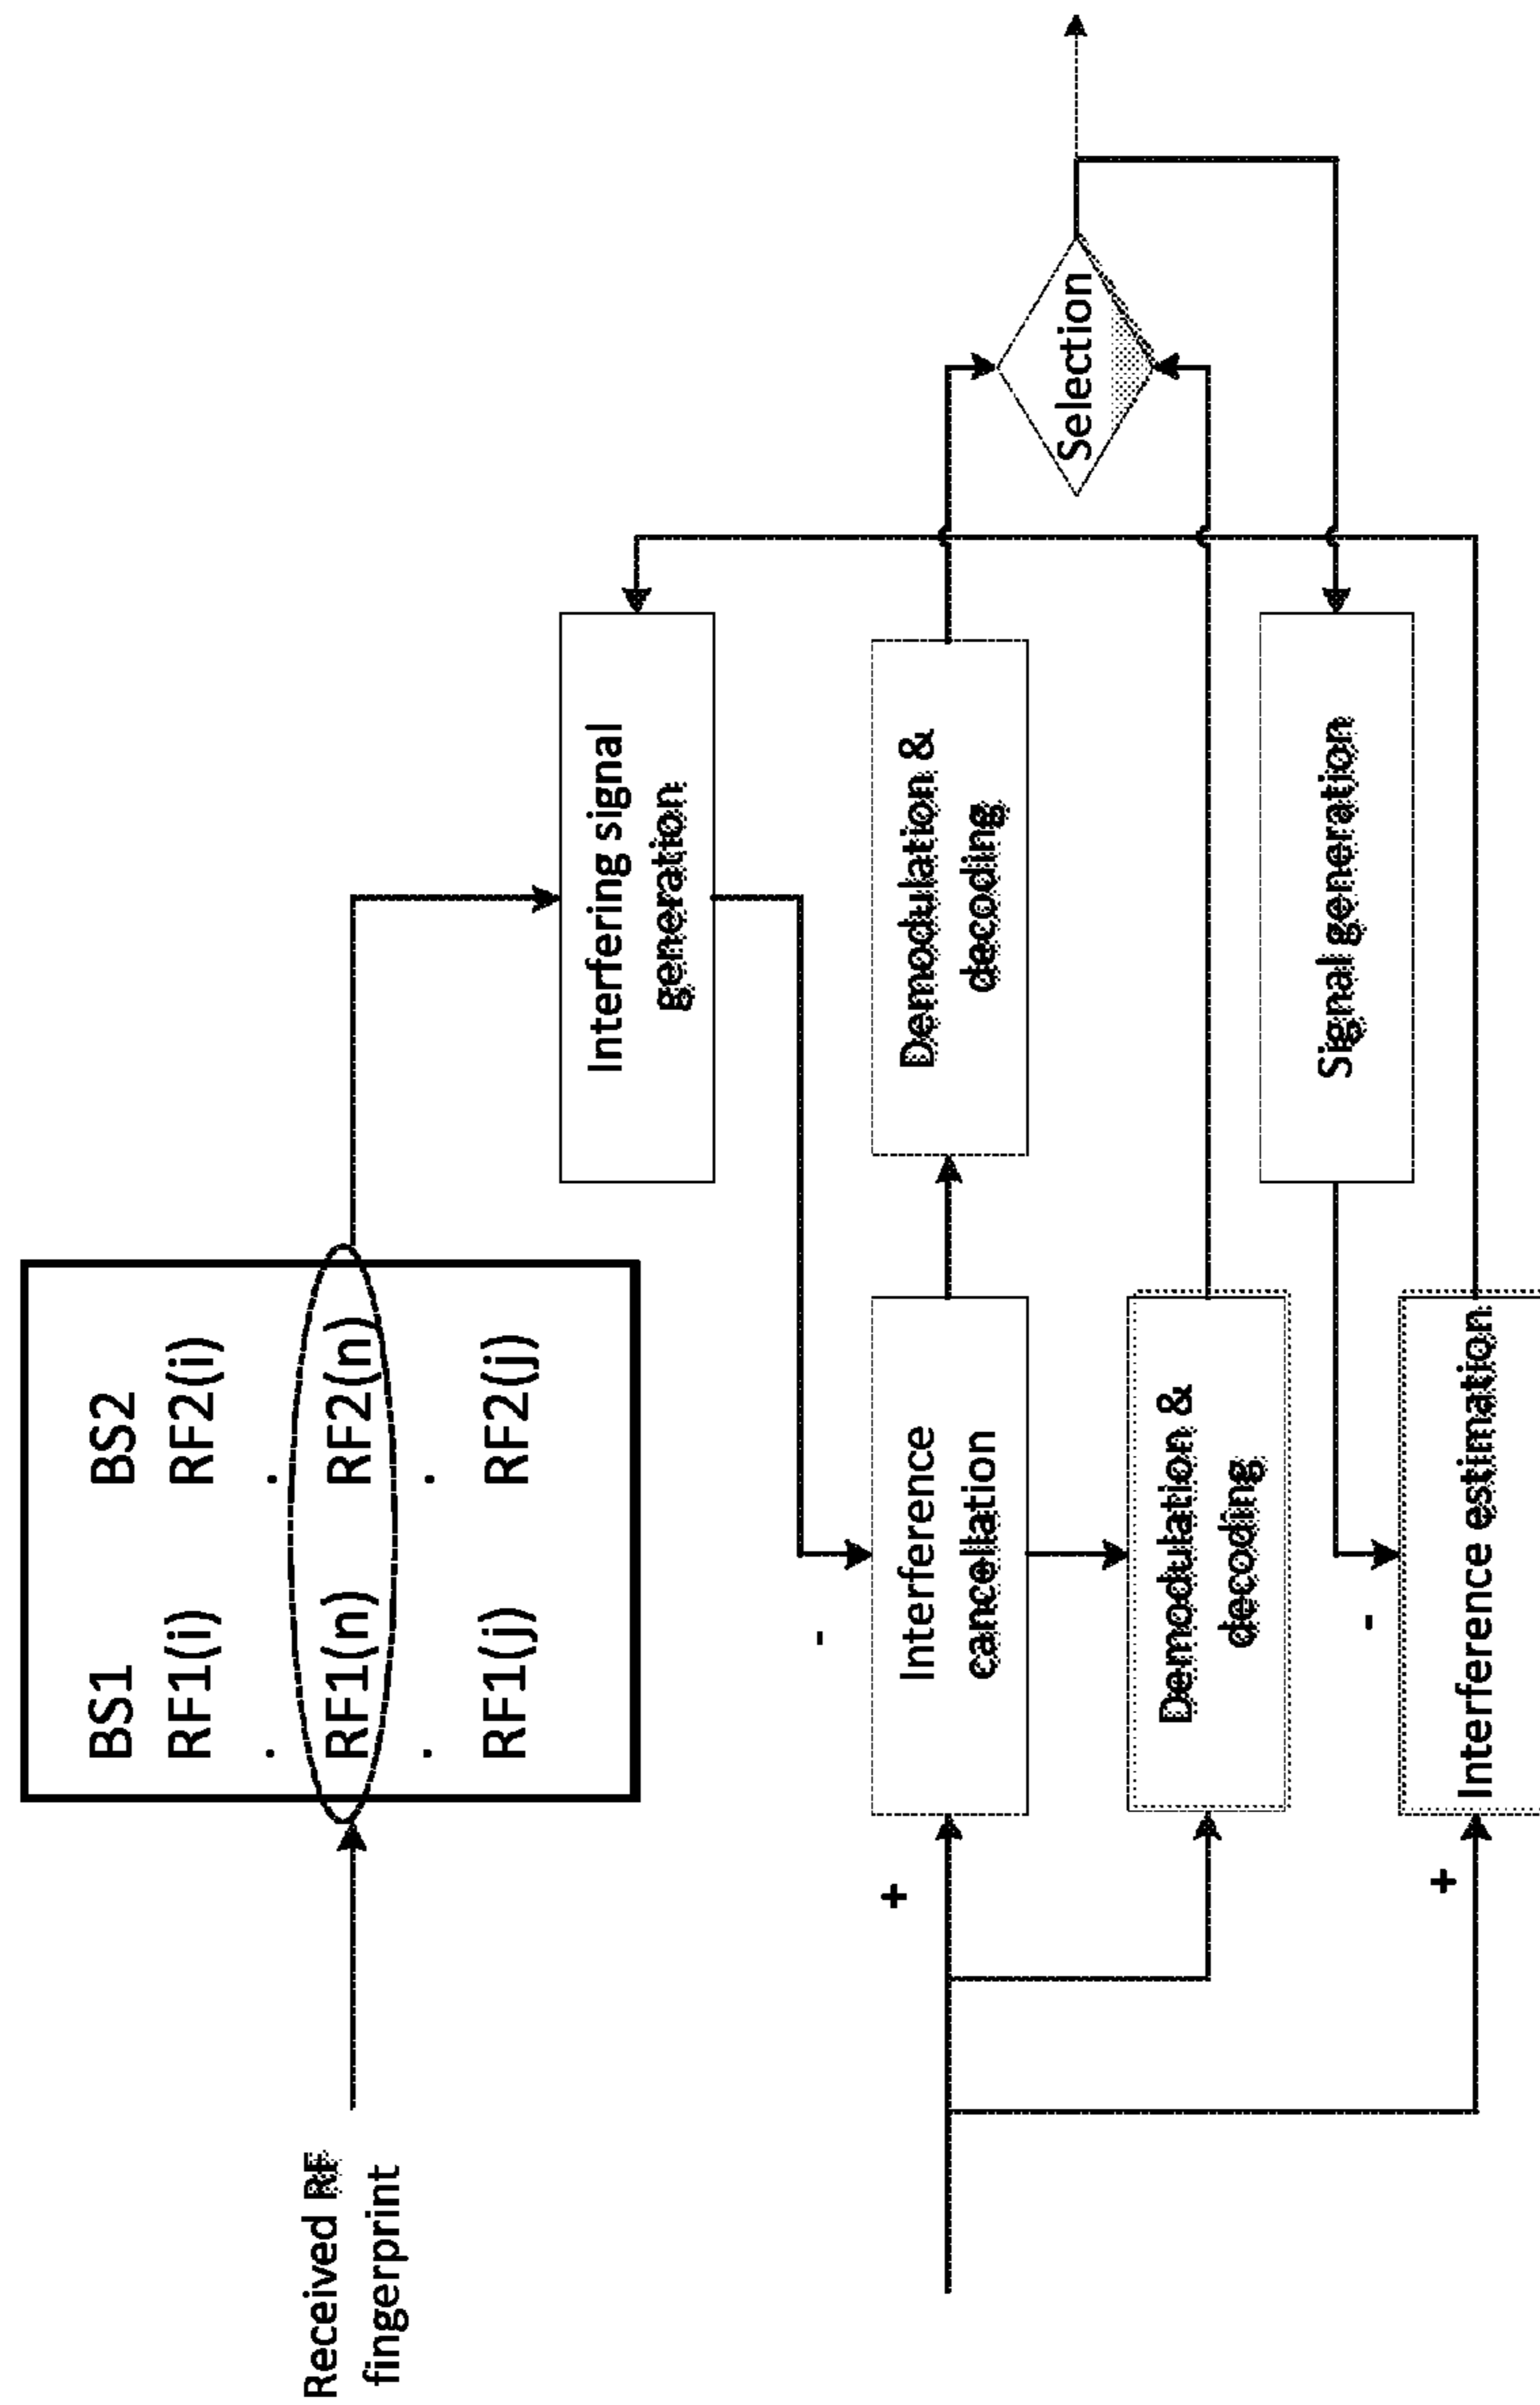 Received RF
fingerprint
BS1 BS2
RF1(i) RF2(i)
. .
RF1(n) RF2(n)
. .
RF1(j) RF2(j)
Interfering signal
generation
-
+
Interference
cancellation
Demodulation &
decoding
Demodulation &
decoding
Selection
Signal generation
-
+
Interference estimation